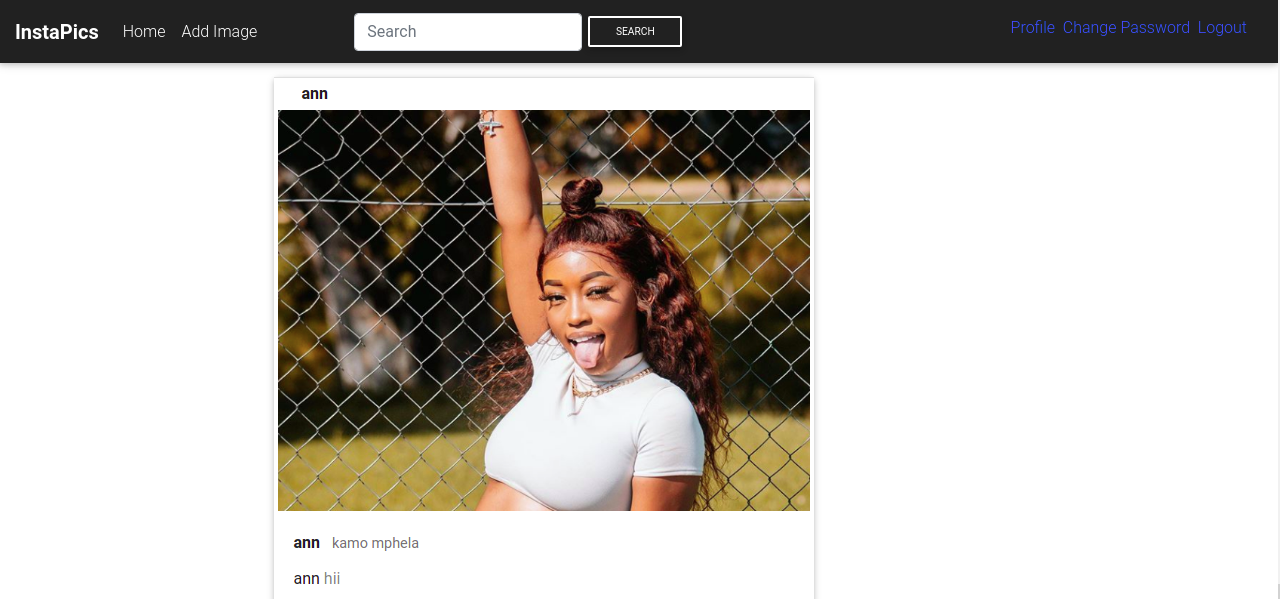 InstaPics Home Add Image Search SEARCH Profile Change Password Logout
ann
ann kamo mphela
ann hii